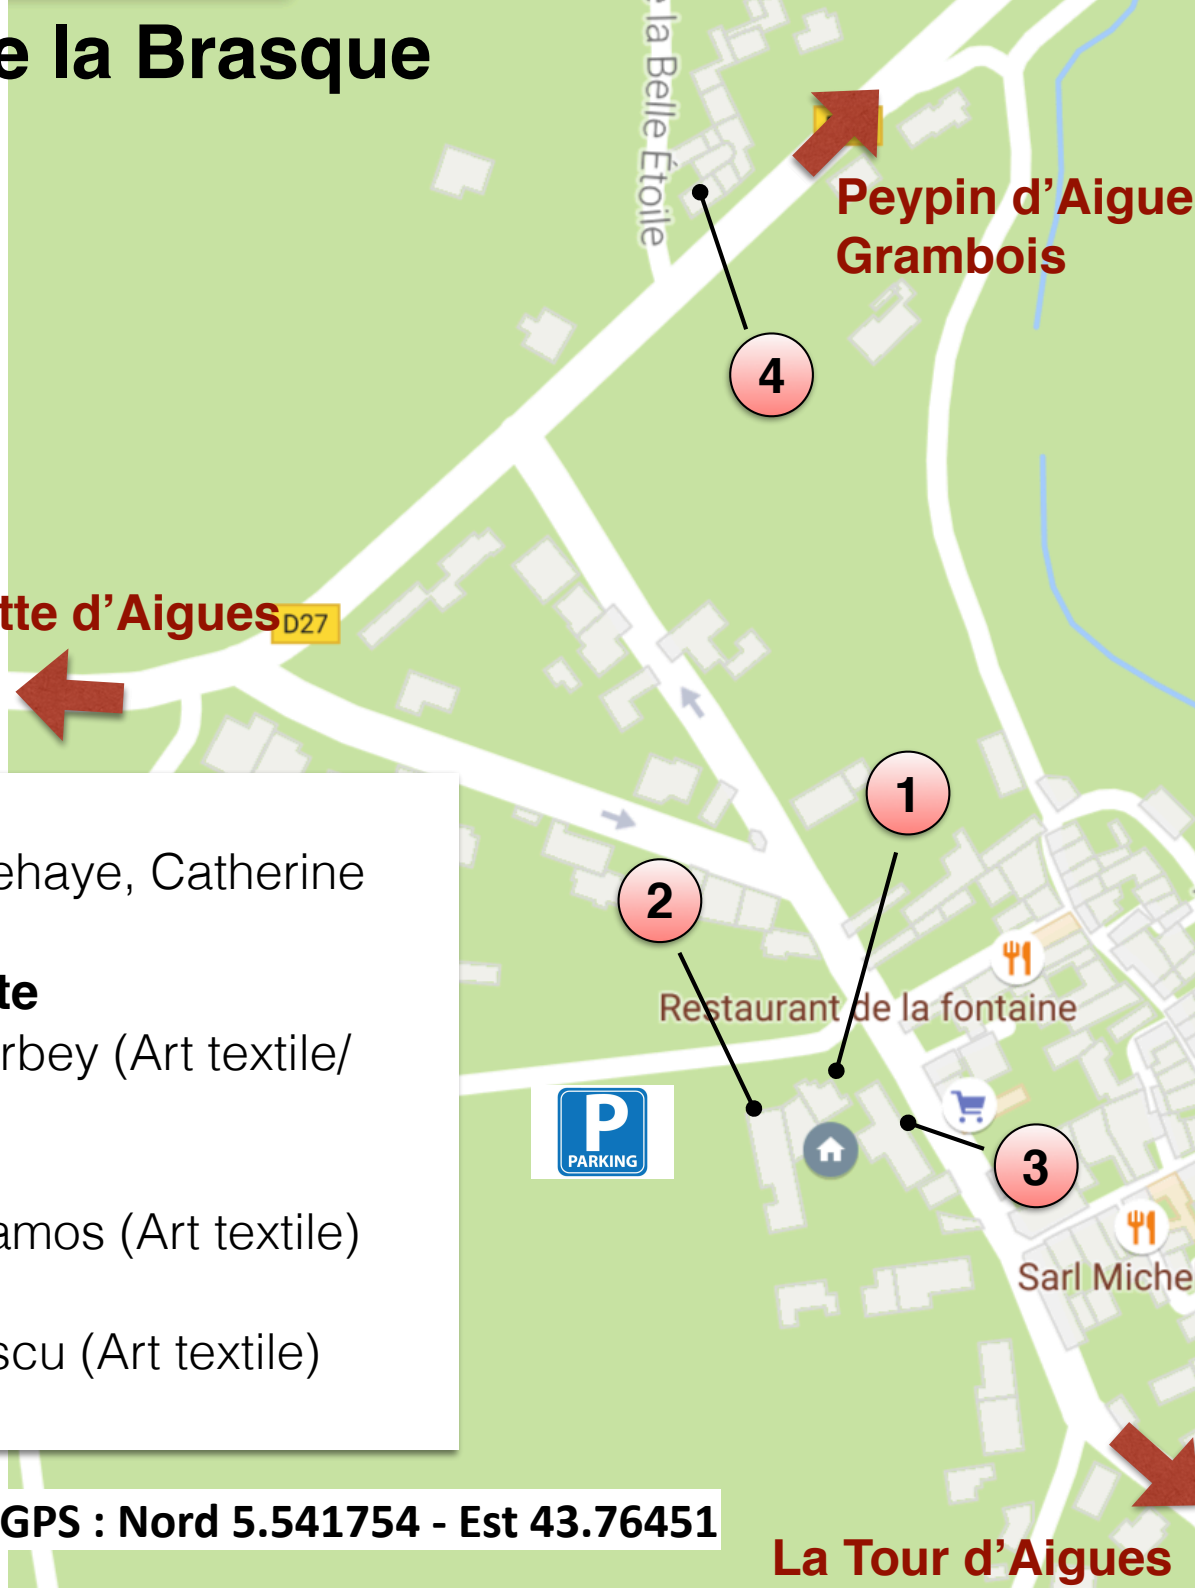 e la Brasque
la Belle Étoile
Peypin d'Aigue
Grambois
4
tte d'Aigues
D27
1
2
ehaye, Catherine
te
rbey (Art textile/
amos (Art textile)
scu (Art textile)
Restaurant de la fontaine
P
PARKING
3
Sarl Miche
GPS : Nord 5.541754 - Est 43.76451
La Tour d'Aigues